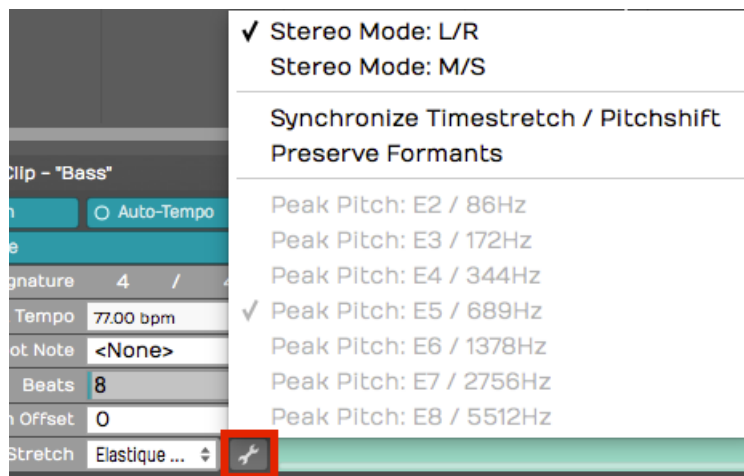 ✓ Stereo Mode: L/R
Stereo Mode: M/S
Synchronize Timestretch / Pitchshift
Preserve Formants
Peak Pitch: E2 / 86Hz
Peak Pitch: E3 / 172Hz
Peak Pitch: E4 / 344Hz
✓ Peak Pitch: E5 / 689Hz
Peak Pitch: E6 / 1378Hz
Peak Pitch: E7 / 2756Hz
Peak Pitch: E8 / 5512Hz
Clip - "Bass"
Auto-Tempo
4 /
Tempo 77.00 bpm
Note <None>
Beats 8
Offset 0
Stretch Elastique ...